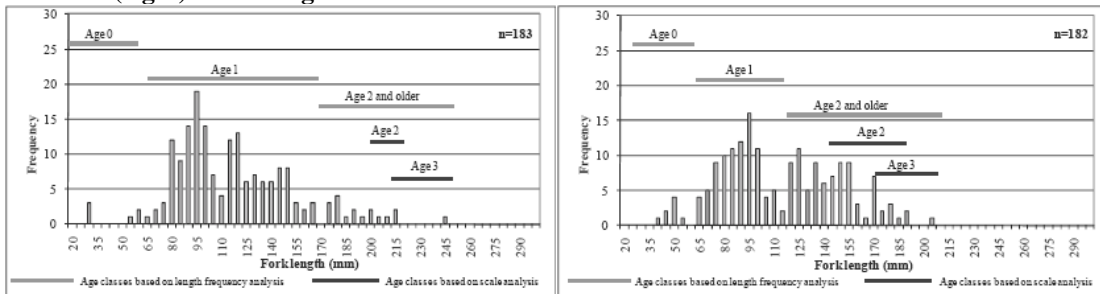 (            g   )                     g
30
25
20
15
10
5
0
Frequency
n=183
Age 0
Age 1
Age 2 and older
Age 2
Age 3
20 35 50 65 80 95 110 125 140 155 170 185 200 215 230 245 260 275 290
Fork length (mm)
Age classes based on length frequency analysis
Age classes based on scale analysis
30
25
20
15
10
5
0
Frequency
n=182
Age 0
Age 1
Age 2 and older
Age 2
Age 3
20 35 50 65 80 95 110 125 140 155 170 185 200 215 230 245 260 275 290
Fork length (mm)
Age classes based on length frequency analysis
Age classes based on scale analysis